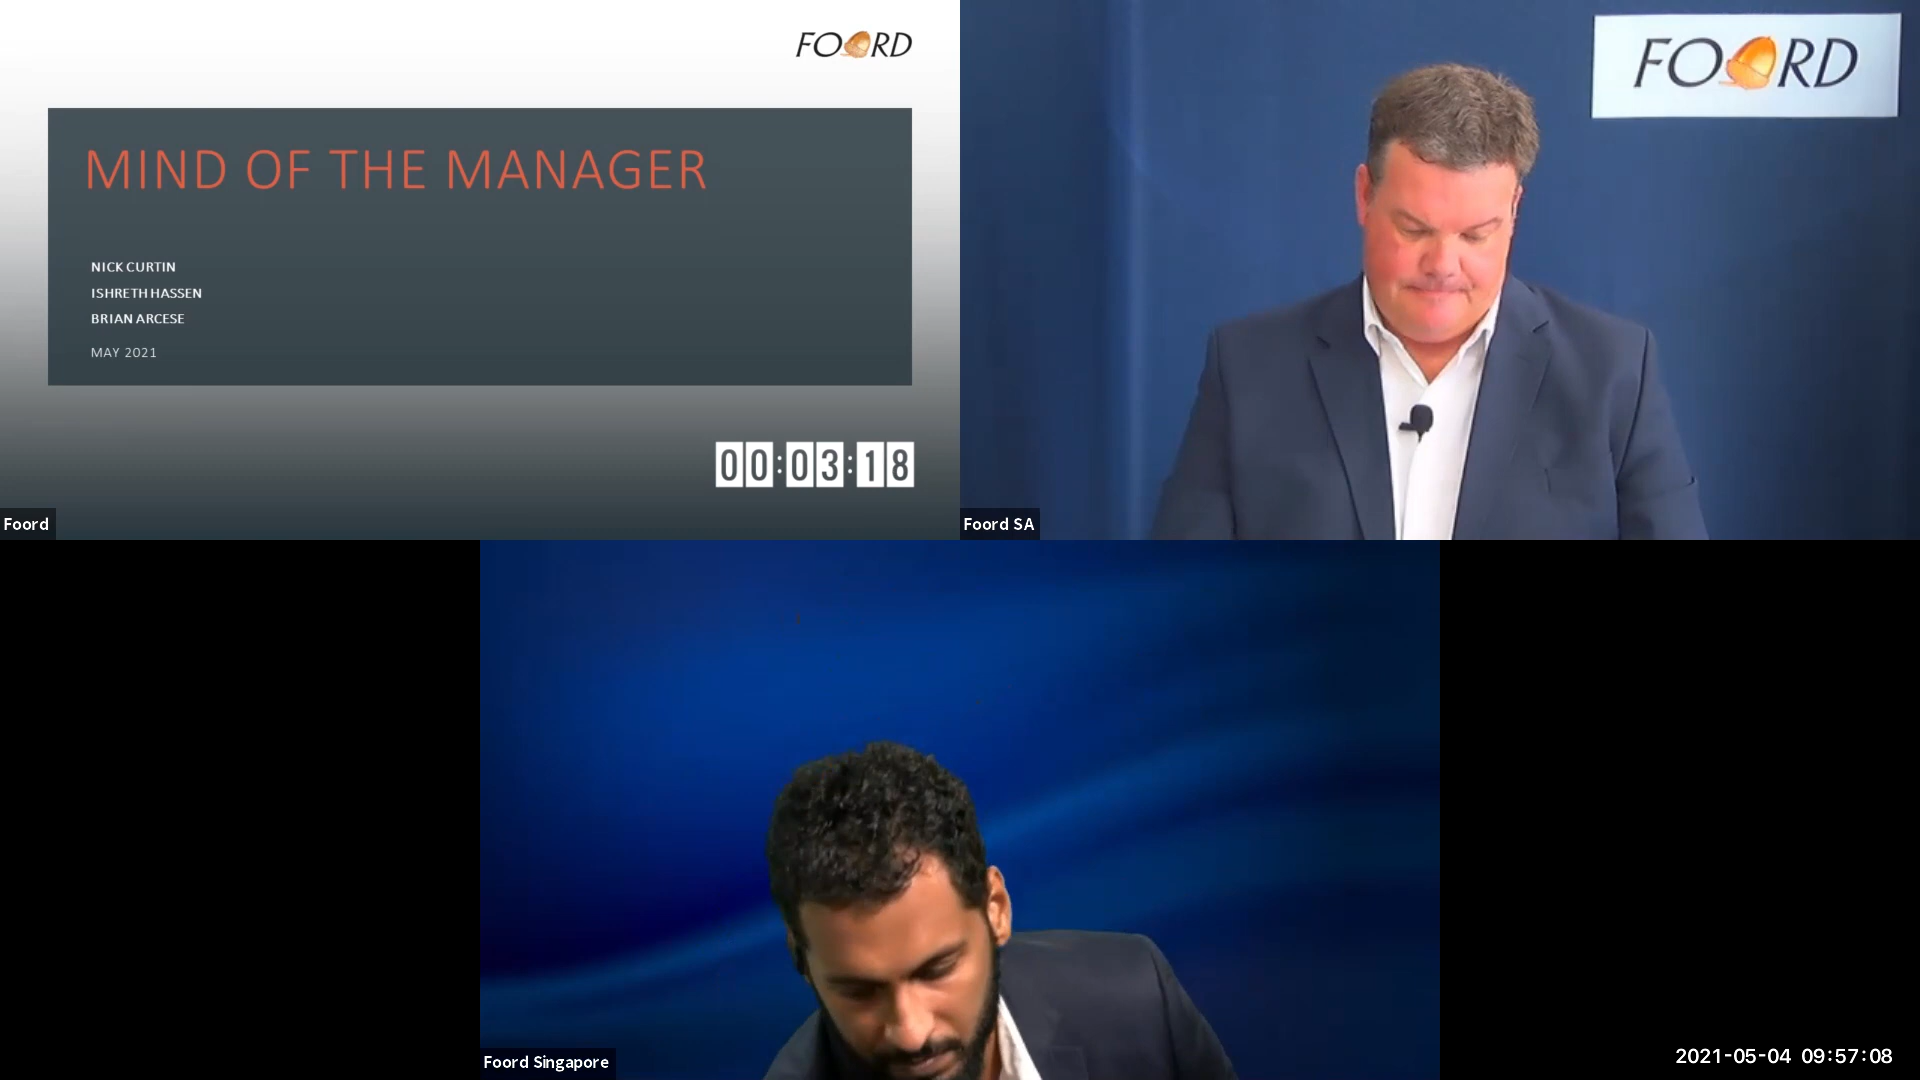 FOORD
MIND OF THE MANAGER
NICK CURTIN
ISHRETH HASSEN
BRIAN ARCESE
MAY 2021
00:03:18
Foord
FOORD
Foord SA
Foord Singapore
2021-05-04 09:57:08